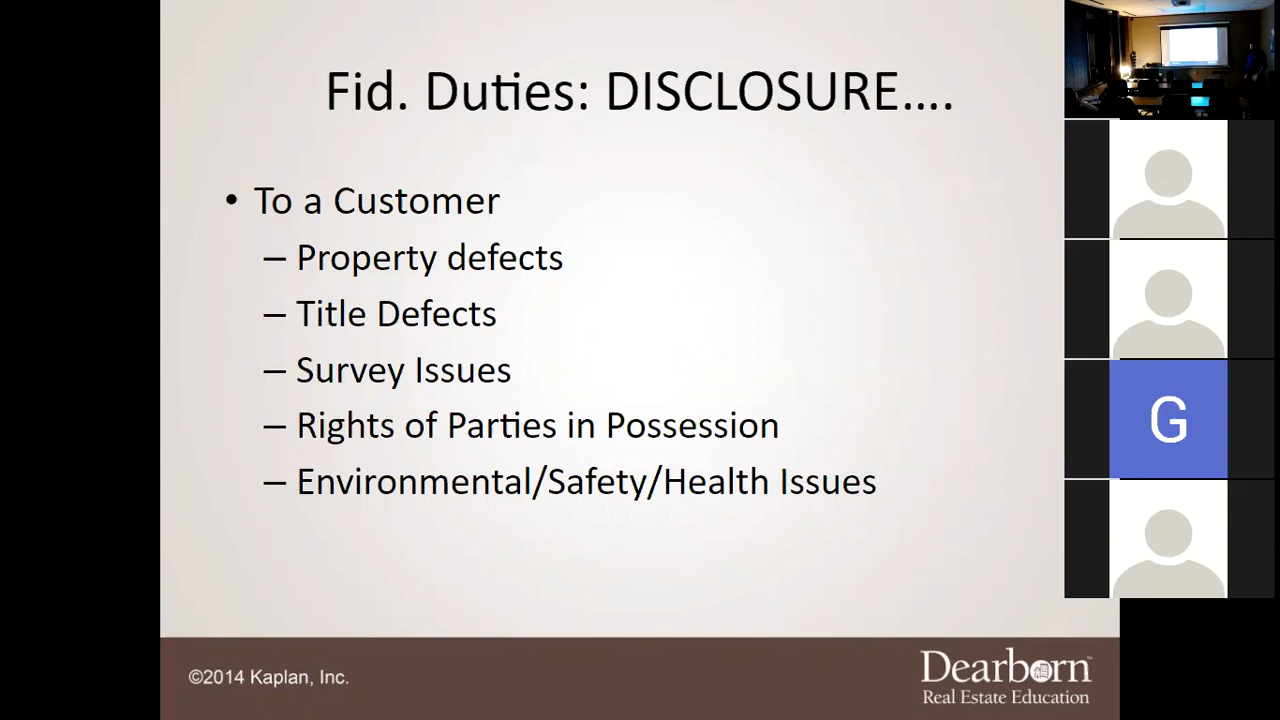 Fid. Duties: DISCLOSURE....
• To a Customer
– Property defects
– Title Defects
– Survey Issues
– Rights of Parties in Possession
– Environmental/Safety/Health Issues
G
©2014 Kaplan, Inc.
Dearborn™
Real Estate Education